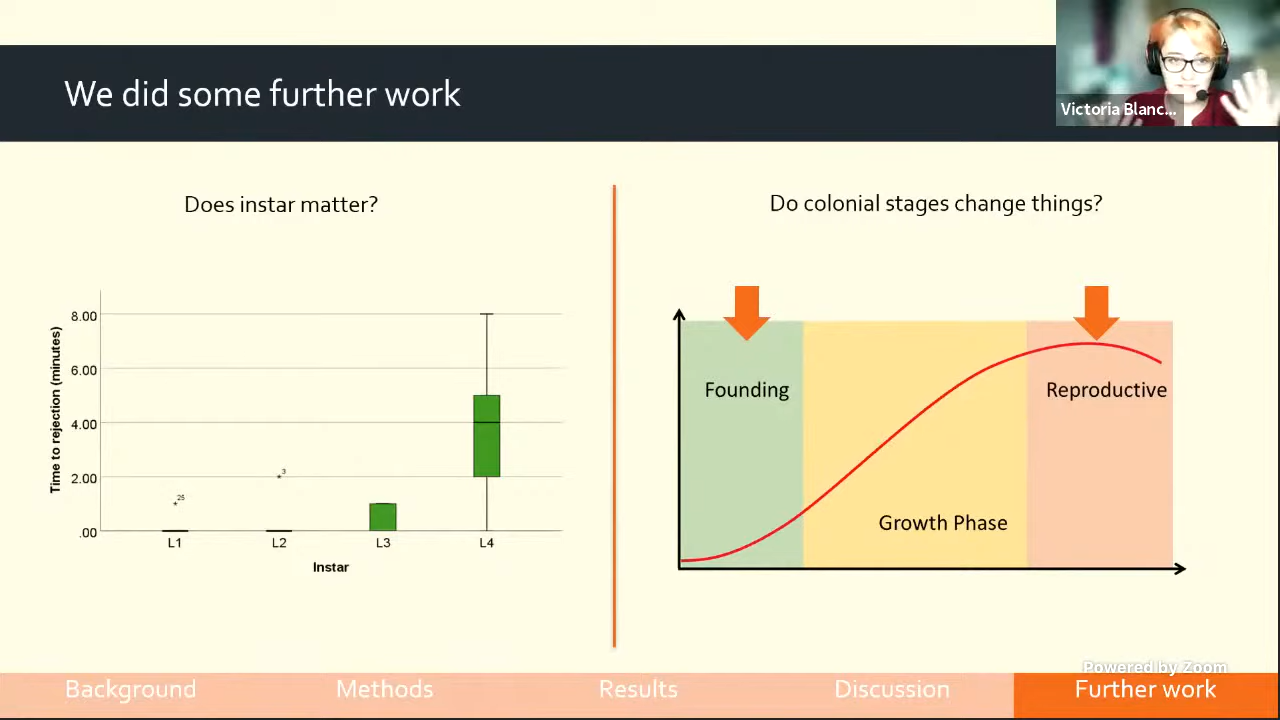 We did some further work
Victoria Blanc...
Does instar matter?
Time to rejection (minutes)
8.00
6.00
4.00
2.00
.00
25
3
L1
L2
L3
L4
Instar
Do colonial stages change things?
Founding
Growth Phase
Reproductive
Powered by Zoom
Background
Methods
Results
Discussion
Further work